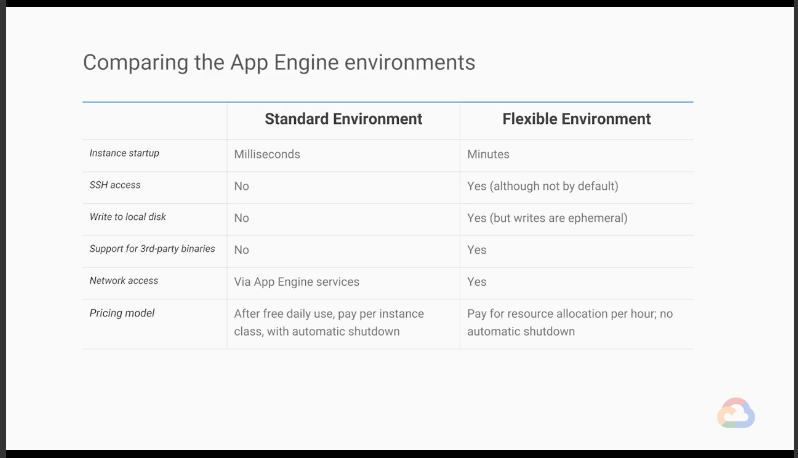 Comparing the App Engine environments
Standard Environment Flexible Environment
Instance startup Milliseconds Minutes
SSH access No Yes (although not by default)
Write to local disk No Yes (but writes are ephemeral)
Support for 3rd-party binaries No Yes
Network access Via App Engine services Yes
Pricing model After free daily use, pay per instance Pay for resource allocation per hour; no
class, with automatic shutdown automatic shutdown